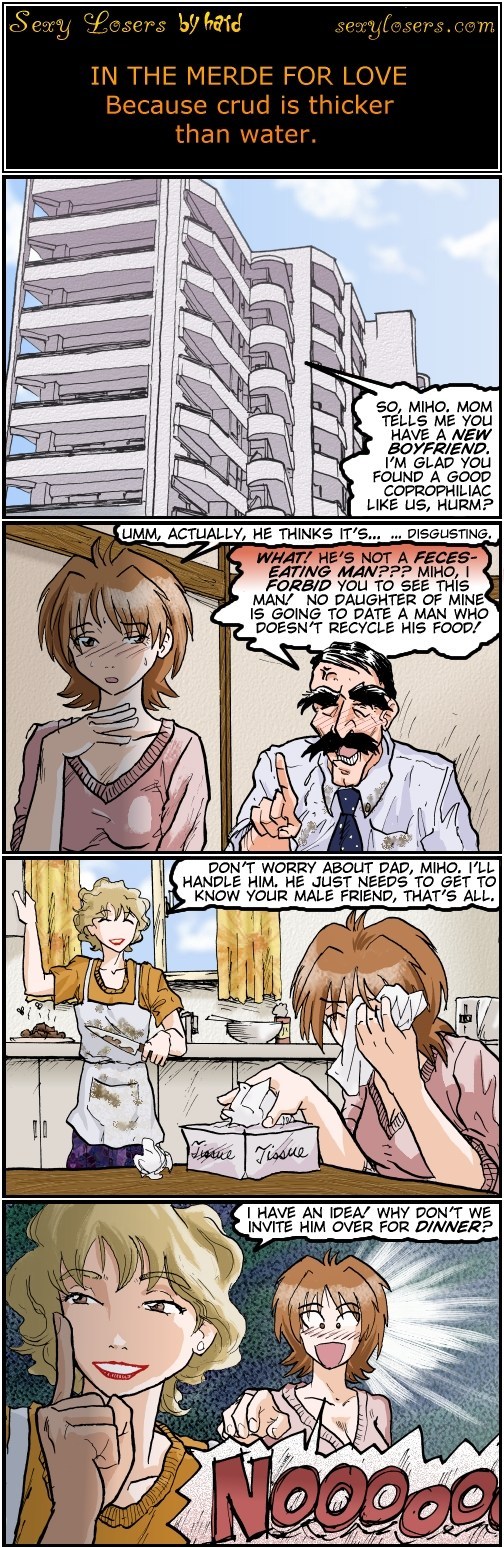 Sexy Losers by hard
sexylosers.com
IN THE MERDE FOR LOVE
Because crud is thicker
than water.
SO, MIHO. MOM
TELLS ME YOU
HAVE A NEW
BOYFRIEND.
I'M GLAD YOU
FOUND A GOOD
COPROPHILIAC
LIKE US, HURM?
UMM, ACTUALLY, HE THINKS IT'S... ... DISGUSTING.
WHAT! HE'S NOT A FECES-
EATING MAN??? MIHO, I
FORBID YOU TO SEE THIS
MAN! NO DAUGHTER OF MINE
IS GOING TO DATE A MAN WHO
DOESN'T RECYCLE HIS FOOD!
DON'T WORRY ABOUT DAD, MIHO. I'LL
HANDLE HIM. HE JUST NEEDS TO GET TO
KNOW YOUR MALE FRIEND, THAT'S ALL.
Tissue Tissue
I HAVE AN IDEA! WHY DON'T WE
INVITE HIM OVER FOR DINNER?
NOOOOO